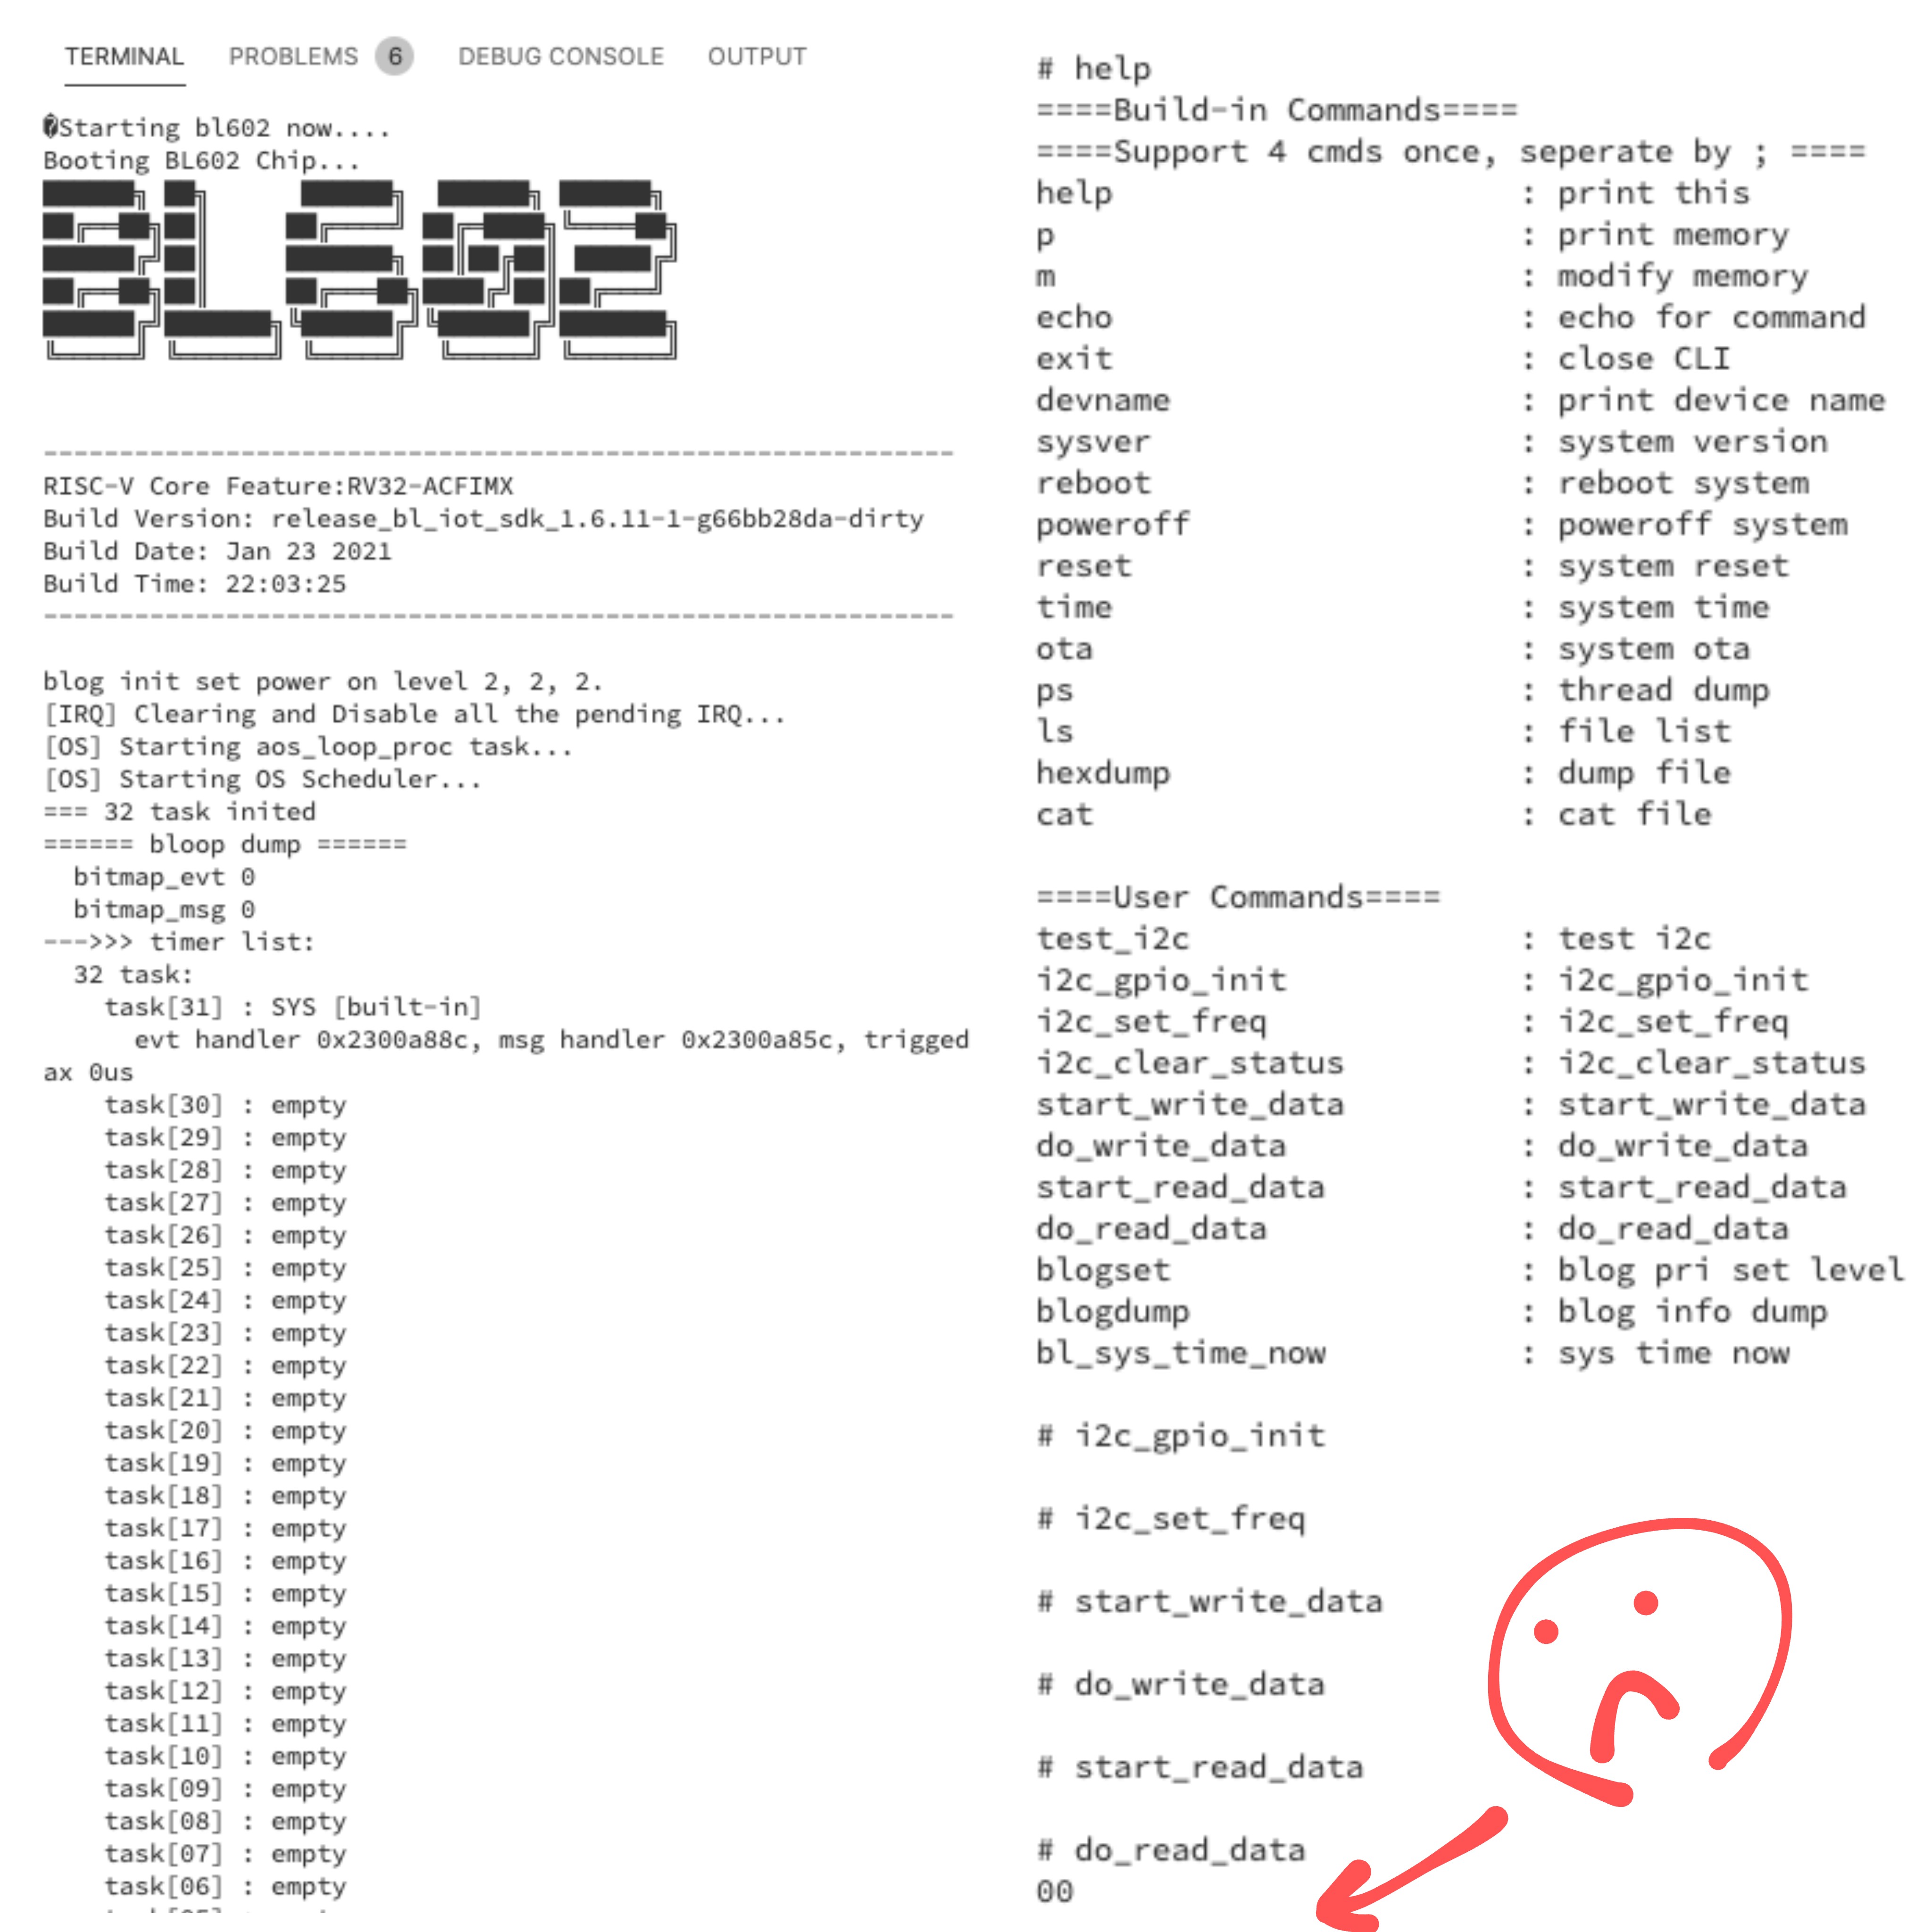 TERMINAL PROBLEMS 6 DEBUG CONSOLE OUTPUT
�Starting bl602 now....
Booting BL602 Chip...
BL602
------------------------------------------------------------
RISC-V Core Feature:RV32-ACFIMX
Build Version: release_bl_iot_sdk_1.6.11-1-g66bb28da-dirty
Build Date: Jan 23 2021
Build Time: 22:03:25
------------------------------------------------------------
blog init set power on level 2, 2, 2.
[IRQ] Clearing and Disable all the pending IRQ...
[OS] Starting aos_loop_proc task...
[OS] Starting OS Scheduler...
=== 32 task inited
====== bloop dump ======
bitmap_evt 0
bitmap_msg 0
--->>> timer list:
32 task:
task[31] : SYS [built-in]
evt handler 0x2300a88c, msg handler 0x2300a85c, trigged
ax 0us
task[30] : empty
task[29] : empty
task[28] : empty
task[27] : empty
task[26] : empty
task[25] : empty
task[24] : empty
task[23] : empty
task[22] : empty
task[21] : empty
task[20] : empty
task[19] : empty
task[18] : empty
task[17] : empty
task[16] : empty
task[15] : empty
task[14] : empty
task[13] : empty
task[12] : empty
task[11] : empty
task[10] : empty
task[09] : empty
task[08] : empty
task[07] : empty
task[06] : empty
# help
====Build-in Commands====
====Support 4 cmds once, seperate by ; ====
help : print this
p : print memory
m : modify memory
echo : echo for command
exit : close CLI
devname : print device name
sysver : system version
reboot : reboot system
poweroff : poweroff system
reset : system reset
time : system time
ota : system ota
ps : thread dump
ls : file list
hexdump : dump file
cat : cat file
====User Commands====
test_i2c : test i2c
i2c_gpio_init : i2c_gpio_init
i2c_set_freq : i2c_set_freq
i2c_clear_status : i2c_clear_status
start_write_data : start_write_data
do_write_data : do_write_data
start_read_data : start_read_data
do_read_data : do_read_data
blogset : blog pri set level
blogdump : blog info dump
bl_sys_time_now : sys time now
# i2c_gpio_init
# i2c_set_freq
# start_write_data
# do_write_data
# start_read_data
# do_read_data
00